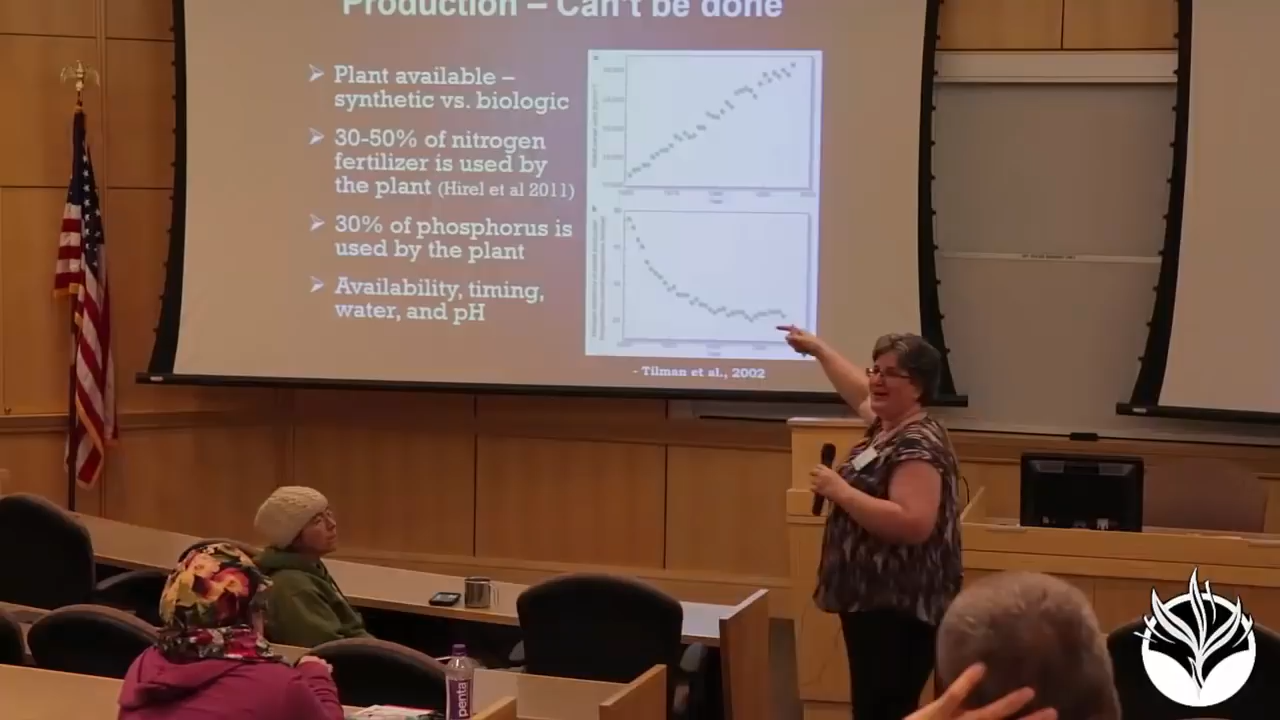 Production – Can't be done
➢ Plant available –
synthetic vs. biologic
➢ 30-50% of nitrogen
fertilizer is used by
the plant (Hirel et al 2011)
➢ 30% of phosphorus is
used by the plant
➢ Availability, timing,
water, and pH
- Tilman et al., 2002
penta